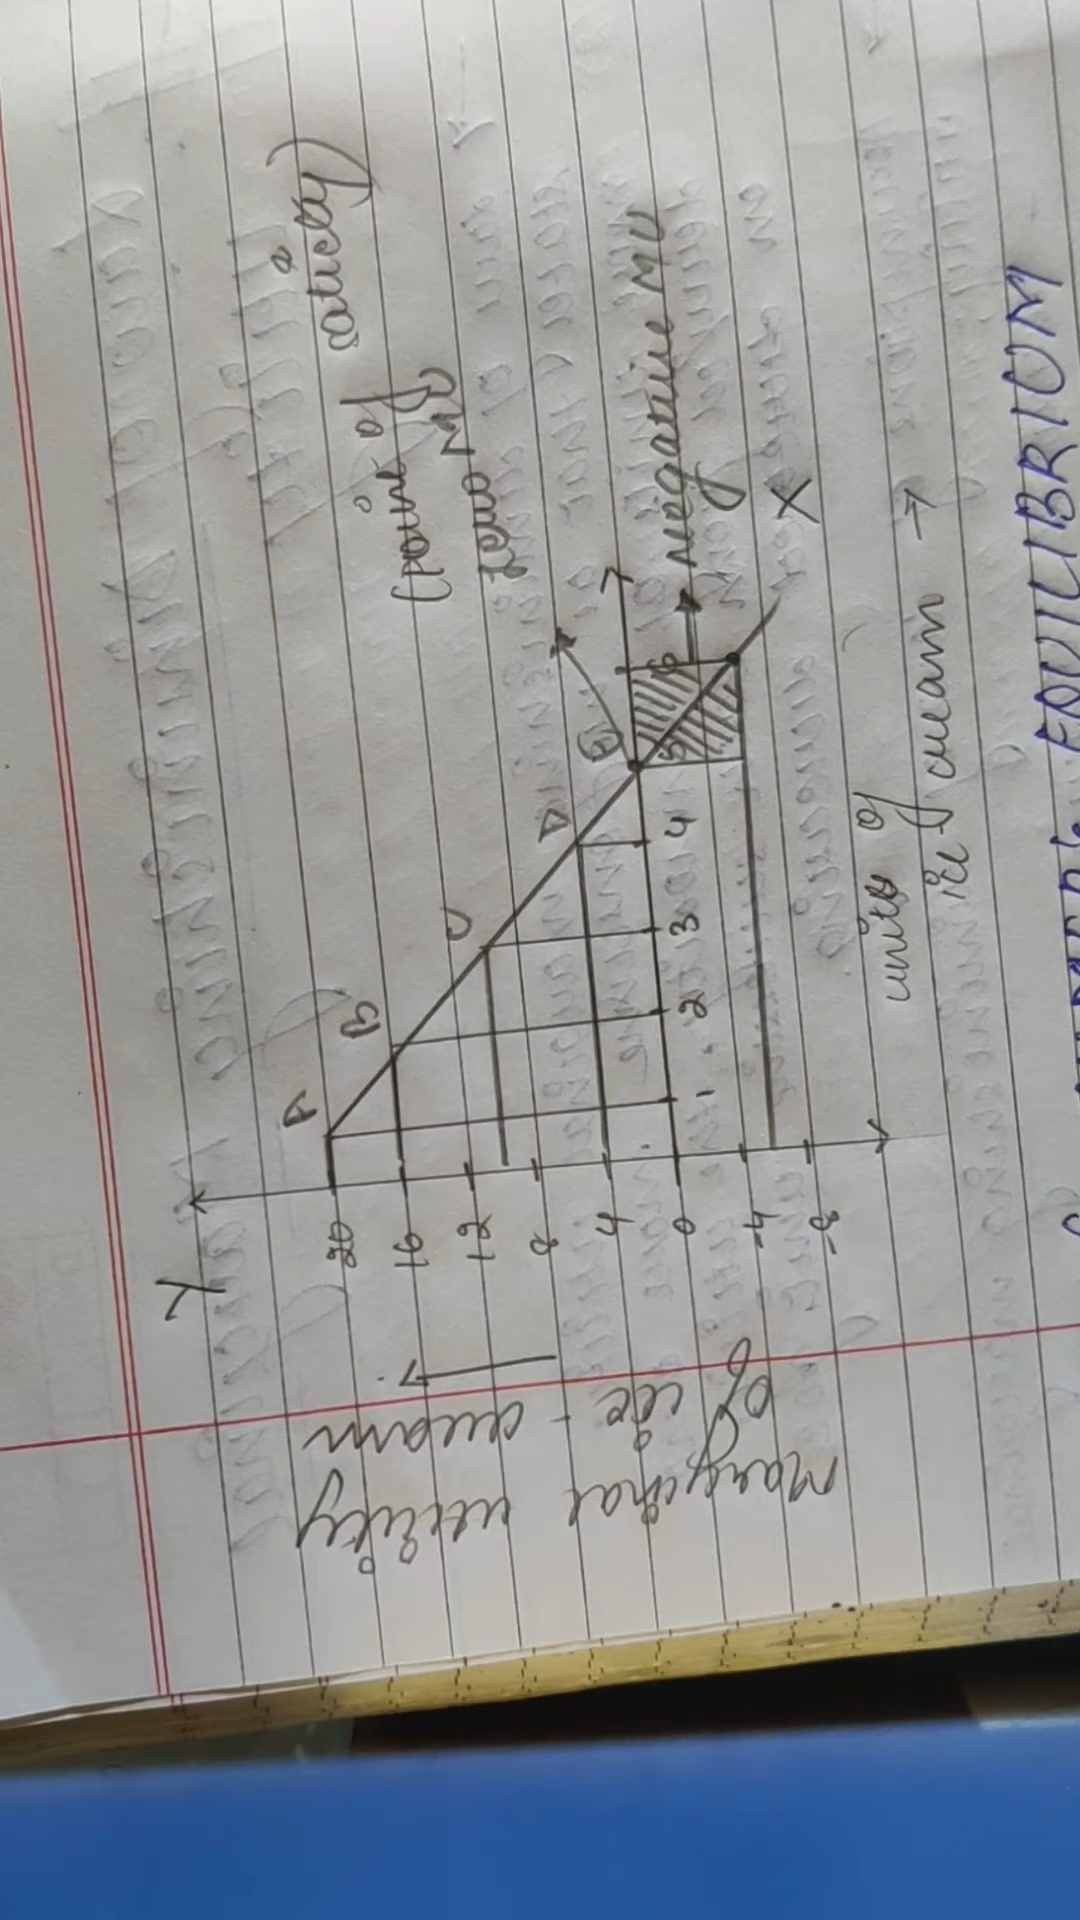 Y
20
16
12
8
4
0
-4
-8
A
B
C
D
E
(point of satiety)
zero MU
1 2 3 4 5 6
negative MU
X
Marginal utility
of ice-cream
units of
ice cream →
EQUILIBRIUM